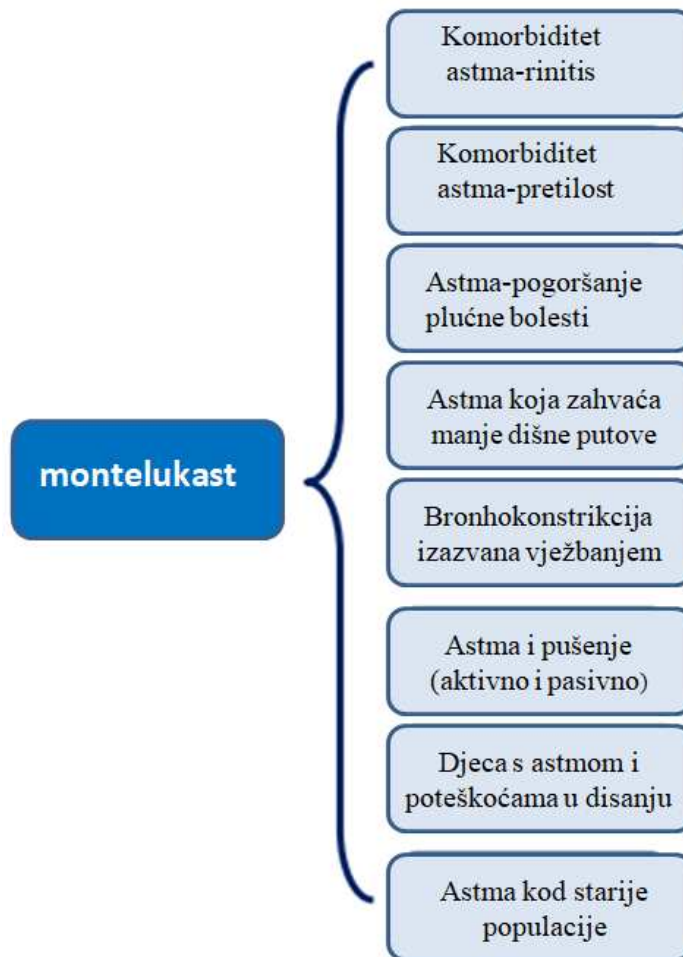 Komorbiditet
astma-rinitis
Komorbiditet
astma-pretilost
Astma-pogoršanje
plućne bolesti
Astma koja zahvaća
manje dišne putove
montelukast
Bronhokonstrikcija
izazvana vježbanjem
Astma i pušenje
(aktivno i pasivno)
Djeca s astmom i
poteškoćama u disanju
Astma kod starije
populacije